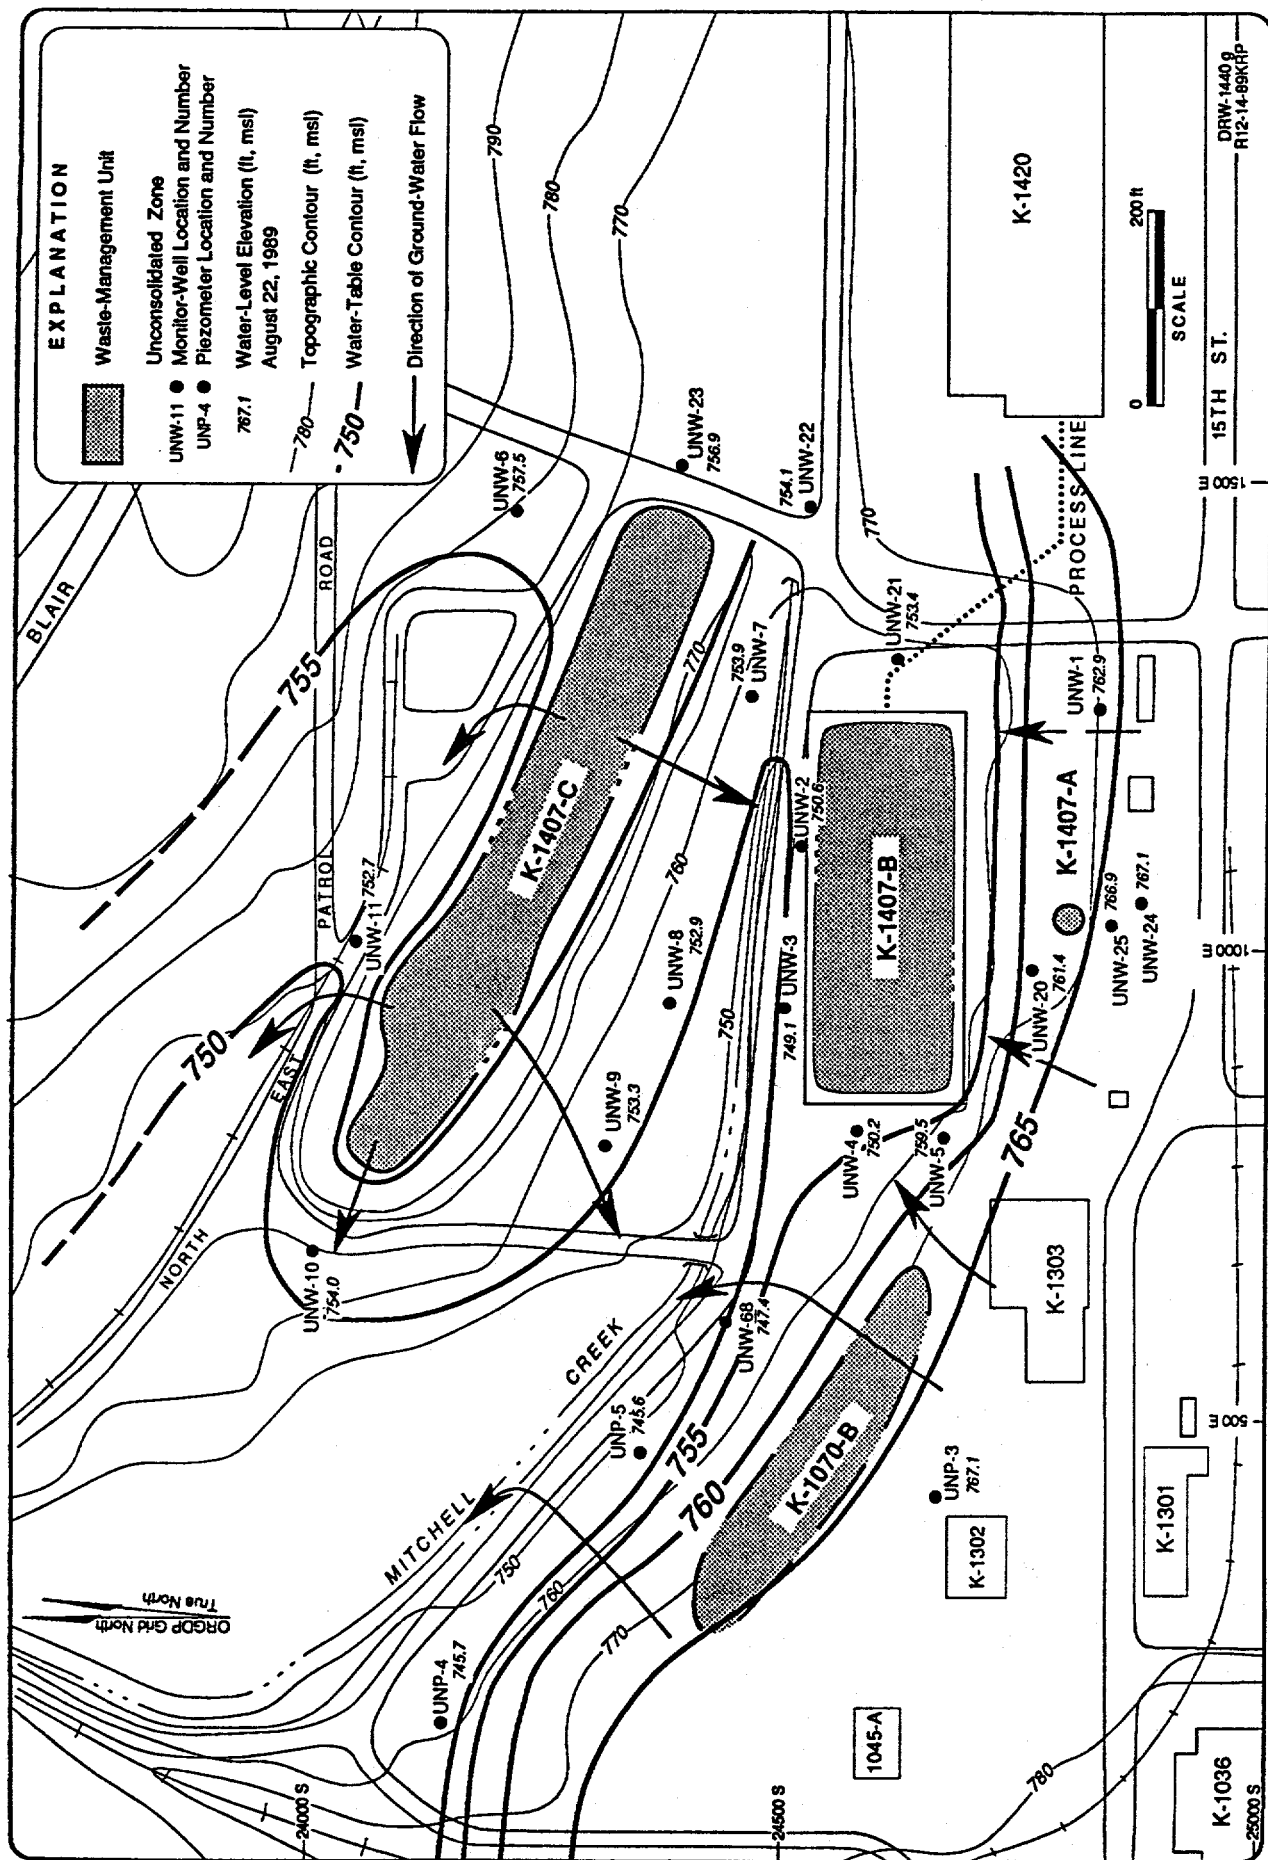 EXPLANATION
Waste-Management Unit
Unconsolidated Zone
UNW-11 Monitor-Well Location and Number
UNP-4 Piezometer Location and Number
767.1 Water-Level Elevation (ft, msl)
August 22, 1989
780 Topographic Contour (ft, msl)
750 Water-Table Contour (ft, msl)
Direction of Ground-Water Flow
BLAIR
ROAD
790
780
770
UNW-6
757.5
UNW-23
756.9
754.1
UNW-22
K-1420
DRW-1440 g
R12-14-89KRP
0
200 ft
SCALE
15TH ST.
1500 E
PROCESS LINE
770
755
UNW-21
753.4
770
753.9
UNW-7
UNW-1
762.9
K-1407-C
PATROL
760
UNW-2
750.6
K-1407-B
K-1407-A
UNW-11
752.7
UNW-8
752.9
750
UNW-3
749.1
766.9
UNW-25
767.1
UNW-24
UNW-20
761.4
1000 E
750
EAST
NORTH
UNW-9
753.3
UNW-4
750.2
759.5
UNW-5
765
UNW-10
754.0
CREEK
MITCHELL
UNW-68
747.4
K-1303
UNP-5
745.6
755
760
K-1070-B
UNP-3
767.1
K-1302
500 E
K-1301
750
760
770
UNP-4
745.7
ORGDP Grid North
True North
1045-A
780
K-1036
24000 S
24500 S
25000 S